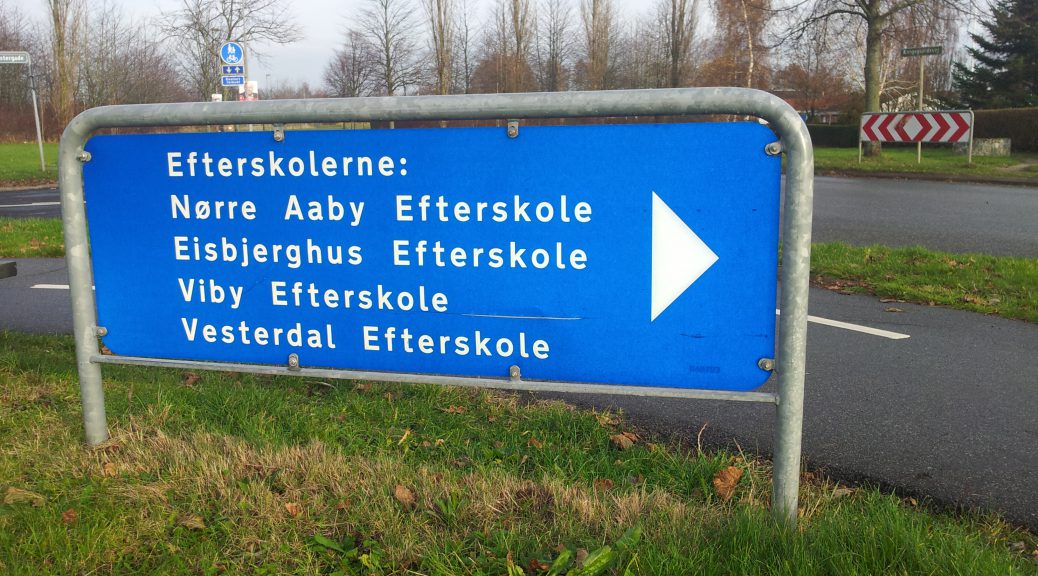 Efterskolerne:
Nørre Aaby Efterskole
Eisbjerghus Efterskole
Viby Efterskole
Vesterdal Efterskole